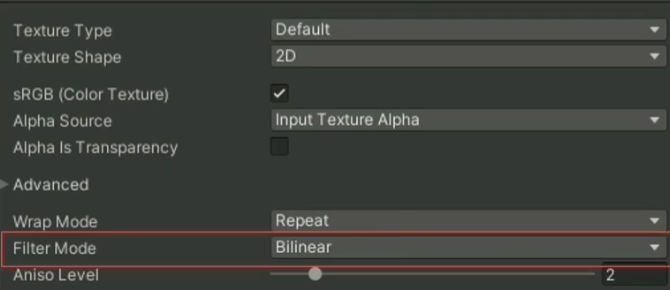 Texture Type Default
Texture Shape 2D
sRGB (Color Texture)
Alpha Source Input Texture Alpha
Alpha Is Transparency
Advanced
Wrap Mode Repeat
Filter Mode Bilinear
Aniso Level 2